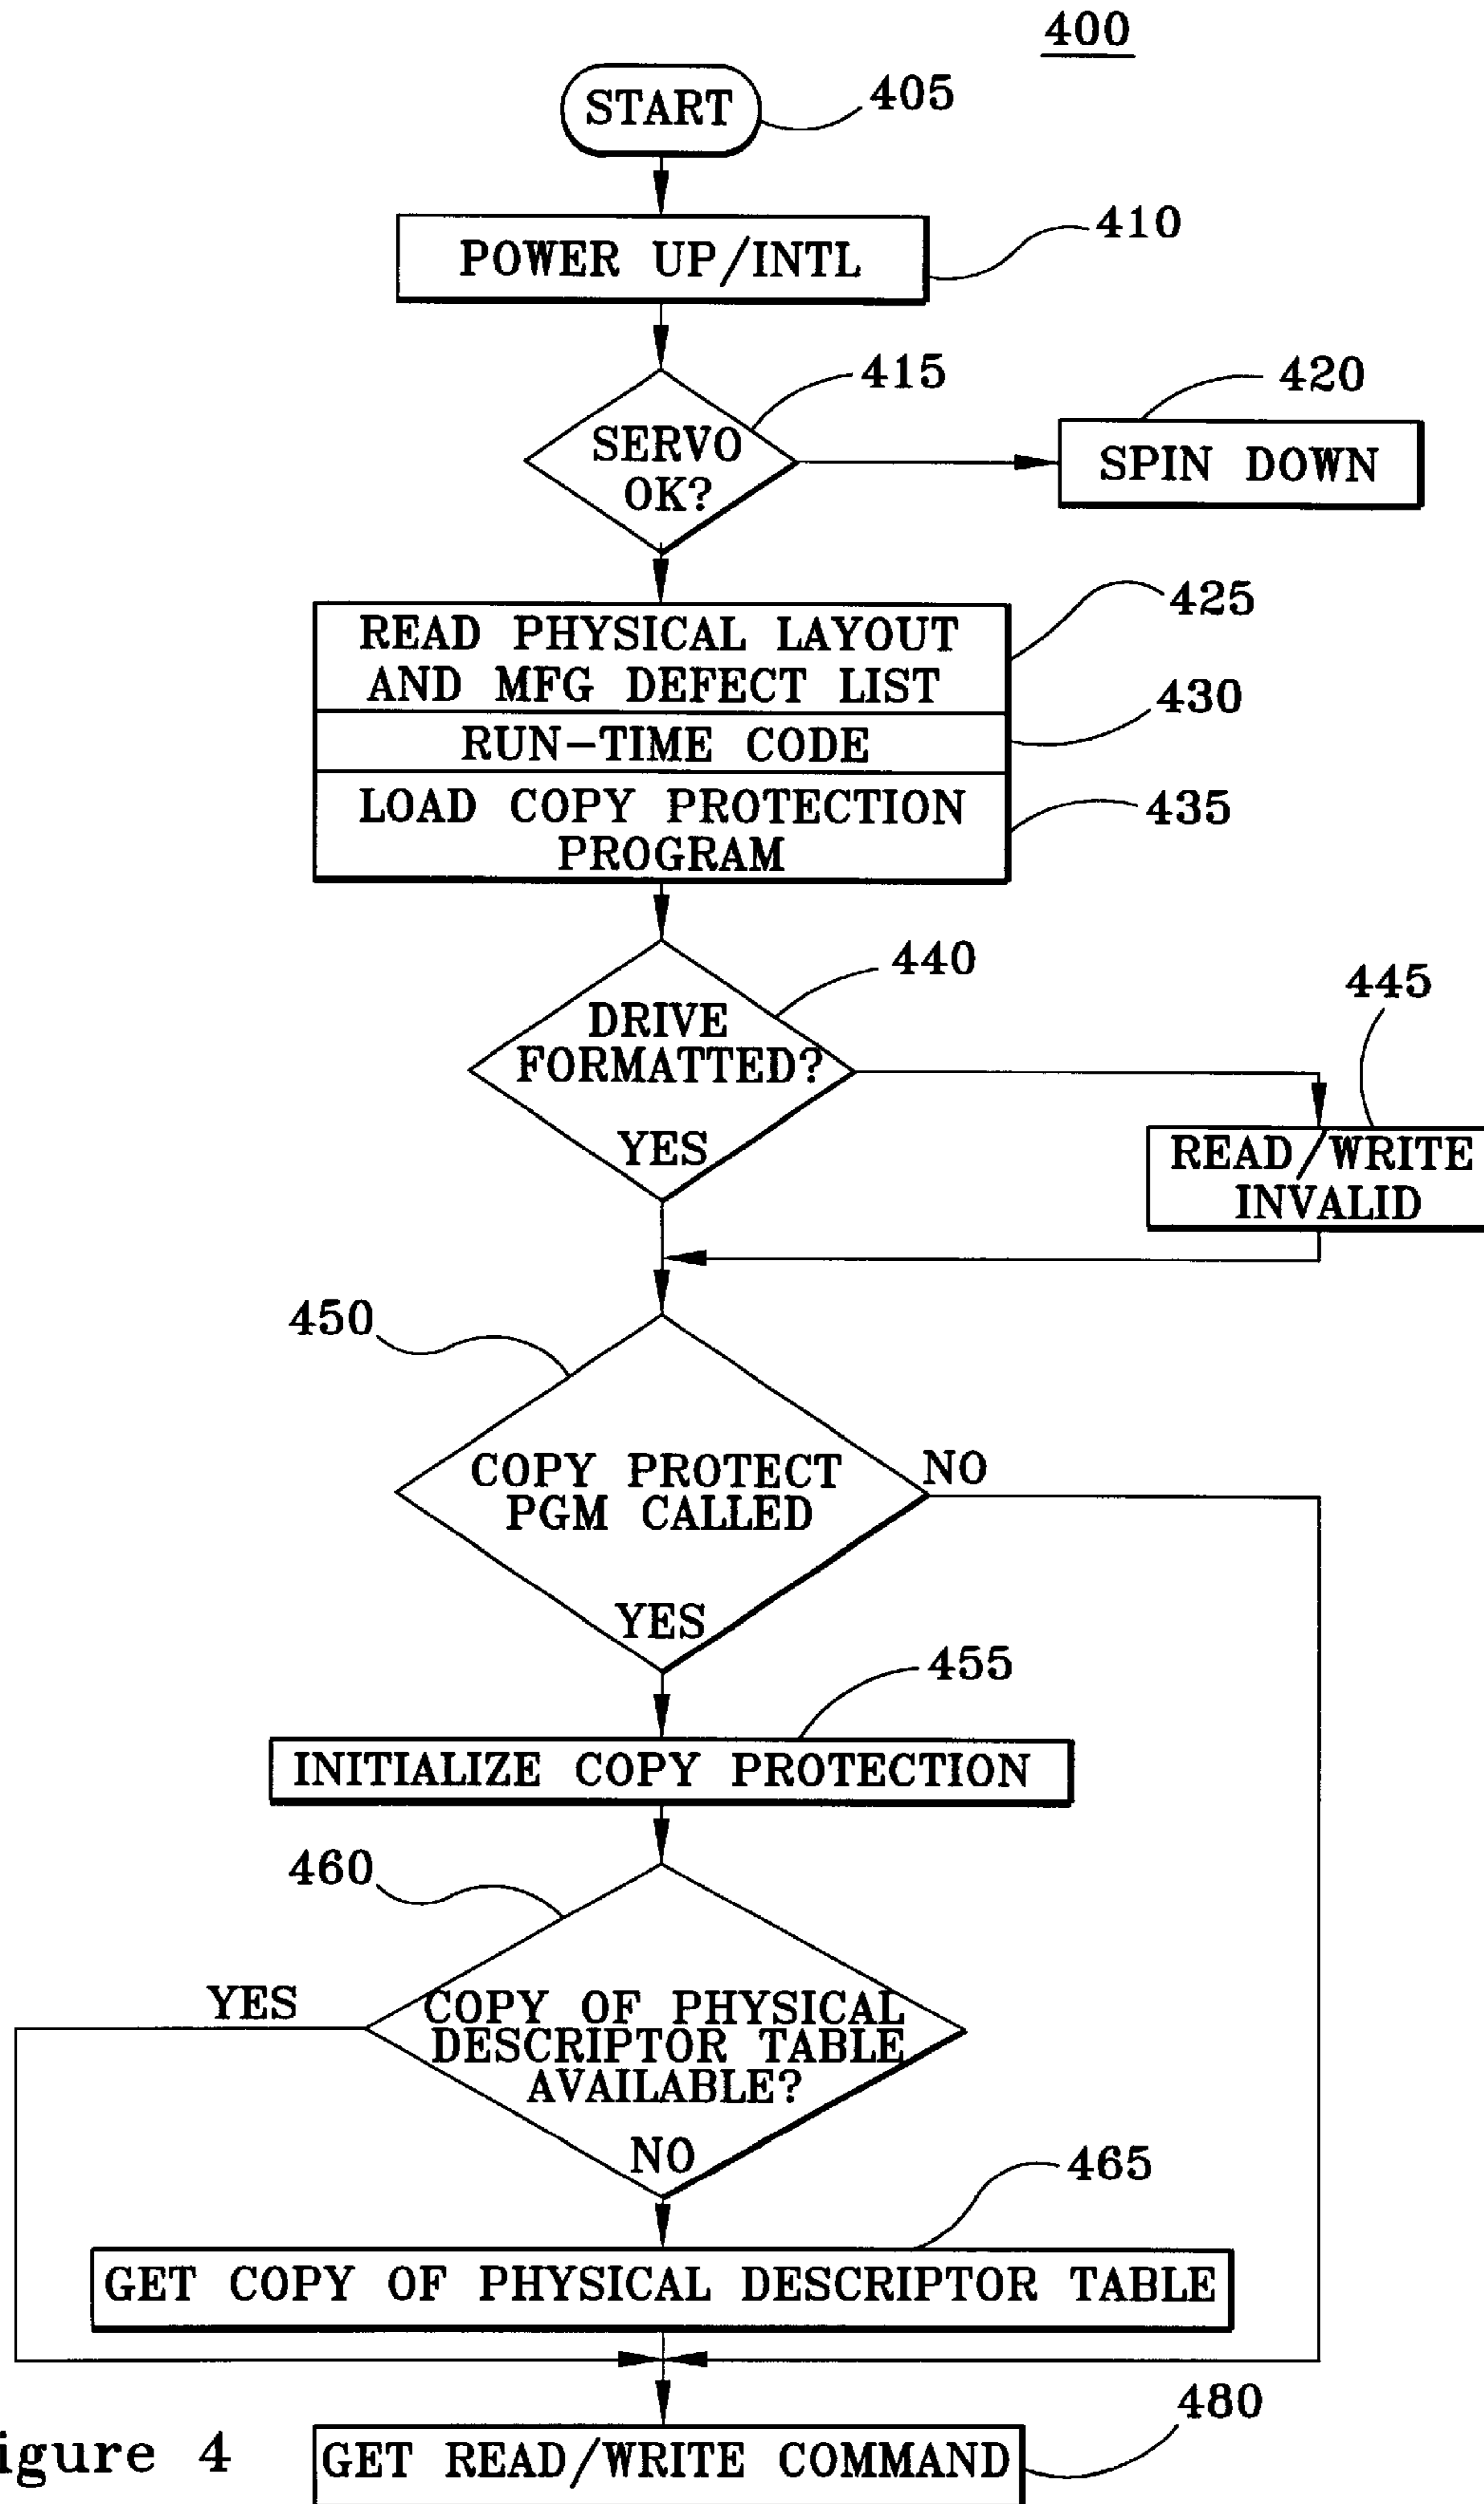 400
START
405
POWER UP/INTL
410
415
SERVO
OK?
420
SPIN DOWN
READ PHYSICAL LAYOUT
AND MFG DEFECT LIST
425
RUN-TIME CODE
430
LOAD COPY PROTECTION
PROGRAM
435
440
DRIVE
FORMATTED?
YES
445
READ/WRITE
INVALID
450
COPY PROTECT
PGM CALLED
NO
YES
455
INITIALIZE COPY PROTECTION
460
YES
COPY OF PHYSICAL
DESCRIPTOR TABLE
AVAILABLE?
NO
465
GET COPY OF PHYSICAL DESCRIPTOR TABLE
480
GET READ/WRITE COMMAND
igure 4